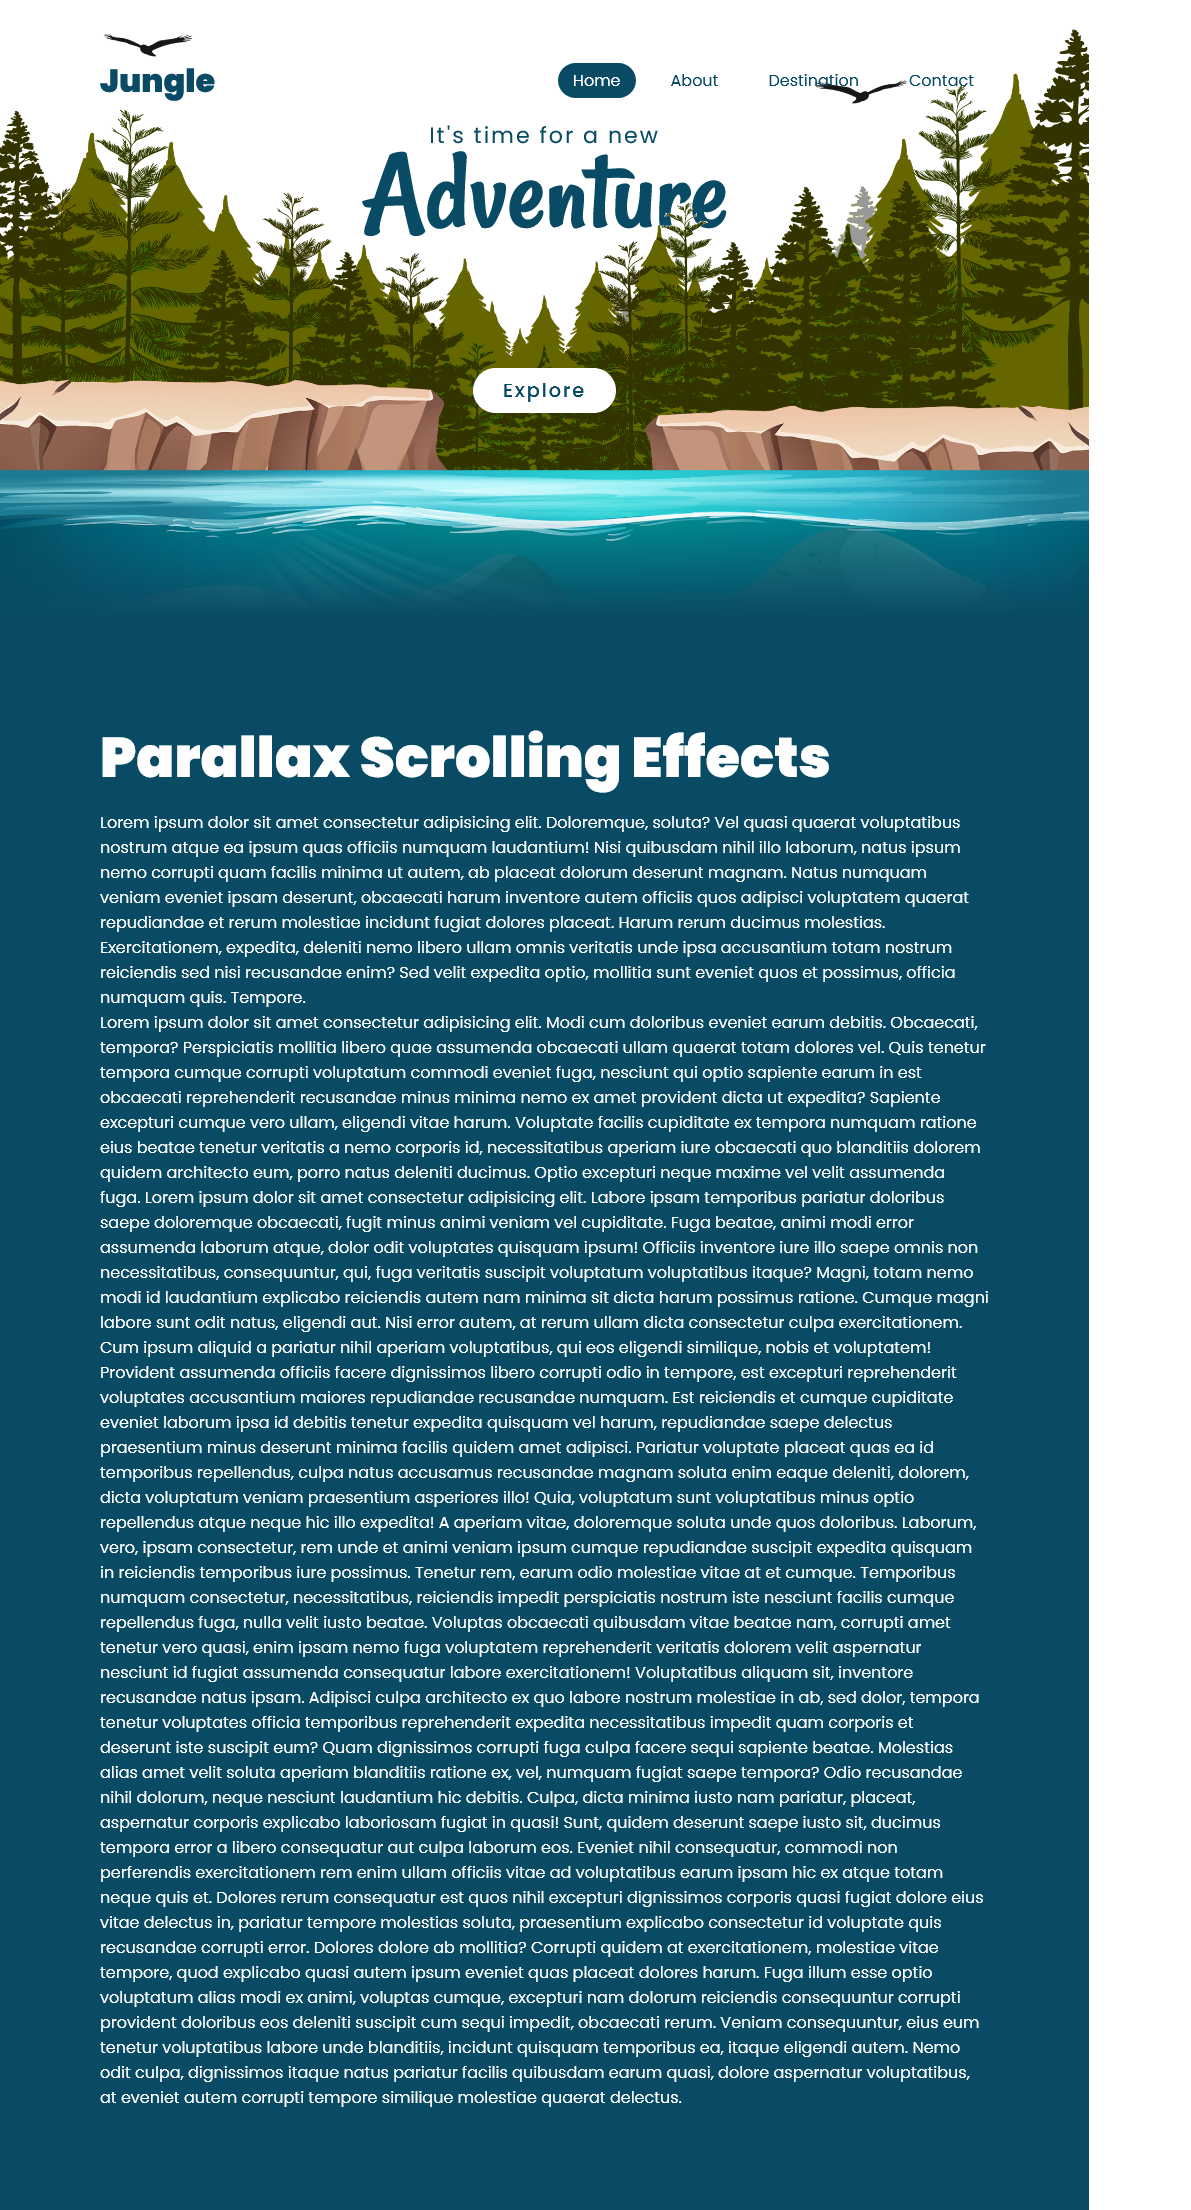 Jungle
Home About Destination Contact
It's time for a new
Adventure
Explore
Parallax Scrolling Effects
Lorem ipsum dolor sit amet consectetur adipisicing elit. Doloremque, soluta? Vel quasi quaerat voluptatibus
nostrum atque ea ipsum quas officiis numquam laudantium! Nisi quibusdam nihil illo laborum, natus ipsum
nemo corrupti quam facilis minima ut autem, ab placeat dolorum deserunt magnam. Natus numquam
veniam eveniet ipsam deserunt, obcaecati harum inventore autem officiis quos adipisci voluptatem quaerat
repudiandae et rerum molestiae incidunt fugiat dolores placeat. Harum rerum ducimus molestias.
Exercitationem, expedita, deleniti nemo libero ullam omnis veritatis unde ipsa accusantium totam nostrum
reiciendis sed nisi recusandae enim? Sed velit expedita optio, mollitia sunt eveniet quos et possimus, officia
numquam quis. Tempore.
Lorem ipsum dolor sit amet consectetur adipisicing elit. Modi cum doloribus eveniet earum debitis. Obcaecati,
tempora? Perspiciatis mollitia libero quae assumenda obcaecati ullam quaerat totam dolores vel. Quis tenetur
tempora cumque corrupti voluptatum commodi eveniet fuga, nesciunt qui optio sapiente earum in est
obcaecati reprehenderit recusandae minus minima nemo ex amet provident dicta ut expedita? Sapiente
excepturi cumque vero ullam, eligendi vitae harum. Voluptate facilis cupiditate ex tempora numquam ratione
eius beatae tenetur veritatis a nemo corporis id, necessitatibus aperiam iure obcaecati quo blanditiis dolorem
quidem architecto eum, porro natus deleniti ducimus. Optio excepturi neque maxime vel velit assumenda
fuga. Lorem ipsum dolor sit amet consectetur adipisicing elit. Labore ipsam temporibus pariatur doloribus
saepe doloremque obcaecati, fugit minus animi veniam vel cupiditate. Fuga beatae, animi modi error
assumenda laborum atque, dolor odit voluptates quisquam ipsum! Officiis inventore iure illo saepe omnis non
necessitatibus, consequuntur, qui, fuga veritatis suscipit voluptatum voluptatibus itaque? Magni, totam nemo
modi id laudantium explicabo reiciendis autem nam minima sit dicta harum possimus ratione. Cumque magni
labore sunt odit natus, eligendi aut. Nisi error autem, at rerum ullam dicta consectetur culpa exercitationem.
Cum ipsum aliquid a pariatur nihil aperiam voluptatibus, qui eos eligendi similique, nobis et voluptatem!
Provident assumenda officiis facere dignissimos libero corrupti odio in tempore, est excepturi reprehenderit
voluptates accusantium maiores repudiandae recusandae numquam. Est reiciendis et cumque cupiditate
eveniet laborum ipsa id debitis tenetur expedita quisquam vel harum, repudiandae saepe delectus
praesentium minus deserunt minima facilis quidem amet adipisci. Pariatur voluptate placeat quas ea id
temporibus repellendus, culpa natus accusamus recusandae magnam soluta enim eaque deleniti, dolorem,
dicta voluptatum veniam praesentium asperiores illo! Quia, voluptatum sunt voluptatibus minus optio
repellendus atque neque hic illo expedita! A aperiam vitae, doloremque soluta unde quos doloribus. Laborum,
vero, ipsam consectetur, rem unde et animi veniam ipsum cumque repudiandae suscipit expedita quisquam
in reiciendis temporibus iure possimus. Tenetur rem, earum odio molestiae vitae at et cumque. Temporibus
numquam consectetur, necessitatibus, reiciendis impedit perspiciatis nostrum iste nesciunt facilis cumque
repellendus fuga, nulla velit iusto beatae. Voluptas obcaecati quibusdam vitae beatae nam, corrupti amet
tenetur vero quasi, enim ipsam nemo fuga voluptatem reprehenderit veritatis dolorem velit aspernatur
nesciunt id fugiat assumenda consequatur labore exercitationem! Voluptatibus aliquam sit, inventore
recusandae natus ipsam. Adipisci culpa architecto ex quo labore nostrum molestiae in ab, sed dolor, tempora
tenetur voluptates officia temporibus reprehenderit expedita necessitatibus impedit quam corporis et
deserunt iste suscipit eum? Quam dignissimos corrupti fuga culpa facere sequi sapiente beatae. Molestias
alias amet velit soluta aperiam blanditiis ratione ex, vel, numquam fugiat saepe tempora? Odio recusandae
nihil dolorum, neque nesciunt laudantium hic debitis. Culpa, dicta minima iusto nam pariatur, placeat,
aspernatur corporis explicabo laboriosam fugiat in quasi! Sunt, quidem deserunt saepe iusto sit, ducimus
tempora error a libero consequatur aut culpa laborum eos. Eveniet nihil consequatur, commodi non
perferendis exercitationem rem enim ullam officiis vitae ad voluptatibus earum ipsam hic ex atque totam
neque quis et. Dolores rerum consequatur est quos nihil excepturi dignissimos corporis quasi fugiat dolore eius
vitae delectus in, pariatur tempore molestias soluta, praesentium explicabo consectetur id voluptate quis
recusandae corrupti error. Dolores dolore ab mollitia? Corrupti quidem at exercitationem, molestiae vitae
tempore, quod explicabo quasi autem ipsum eveniet quas placeat dolores harum. Fuga illum esse optio
voluptatum alias modi ex animi, voluptas cumque, excepturi nam dolorum reiciendis consequuntur corrupti
provident doloribus eos deleniti suscipit cum sequi impedit, obcaecati rerum. Veniam consequuntur, eius eum
tenetur voluptatibus labore unde blanditiis, incidunt quisquam temporibus ea, itaque eligendi autem. Nemo
odit culpa, dignissimos itaque natus pariatur facilis quibusdam earum quasi, dolore aspernatur voluptatibus,
at eveniet autem corrupti tempore similique molestiae quaerat delectus.